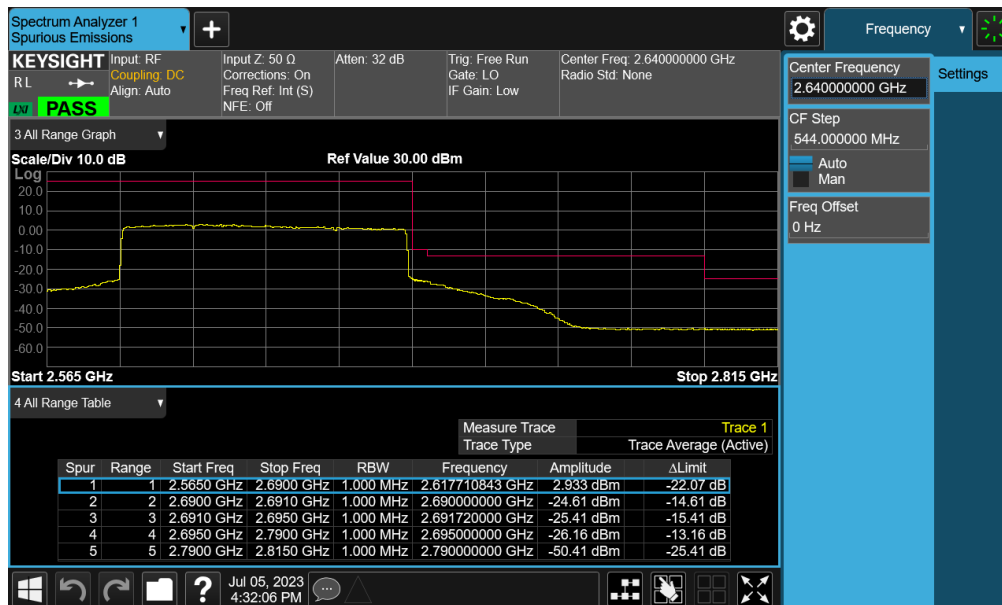 Spectrum Analyzer 1
Spurious Emissions
Frequency
KEYSIGHT
R L
LXI
PASS
Input: RF
Coupling: DC
Align: Auto
Input Z: 50 Ω
Corrections: On
Freq Ref: Int (S)
NFE: Off
Atten: 32 dB
Trig: Free Run
Gate: LO
IF Gain: Low
Center Freq: 2.640000000 GHz
Radio Std: None
Center Frequency
2.640000000 GHz
Settings
CF Step
544.000000 MHz
Auto
Man
Freq Offset
0 Hz
3 All Range Graph
Scale/Div 10.0 dB
Ref Value 30.00 dBm
Log
20.0
10.0
0.00
-10.0
-20.0
-30.0
-40.0
-50.0
-60.0
Start 2.565 GHz
Stop 2.815 GHz
4 All Range Table
Measure Trace Trace 1
Trace Type Trace Average (Active)
Spur Range Start Freq Stop Freq RBW Frequency Amplitude ΔLimit
1 1 2.5650 GHz 2.6900 GHz 1.000 MHz 2.617710843 GHz 2.933 dBm -22.07 dB
2 2 2.6900 GHz 2.6910 GHz 1.000 MHz 2.690000000 GHz -24.61 dBm -14.61 dB
3 3 2.6910 GHz 2.6950 GHz 1.000 MHz 2.691720000 GHz -25.41 dBm -15.41 dB
4 4 2.6950 GHz 2.7900 GHz 1.000 MHz 2.695000000 GHz -26.16 dBm -13.16 dB
5 5 2.7900 GHz 2.8150 GHz 1.000 MHz 2.790000000 GHz -50.41 dBm -25.41 dB
?
Jul 05, 2023
4:32:06 PM